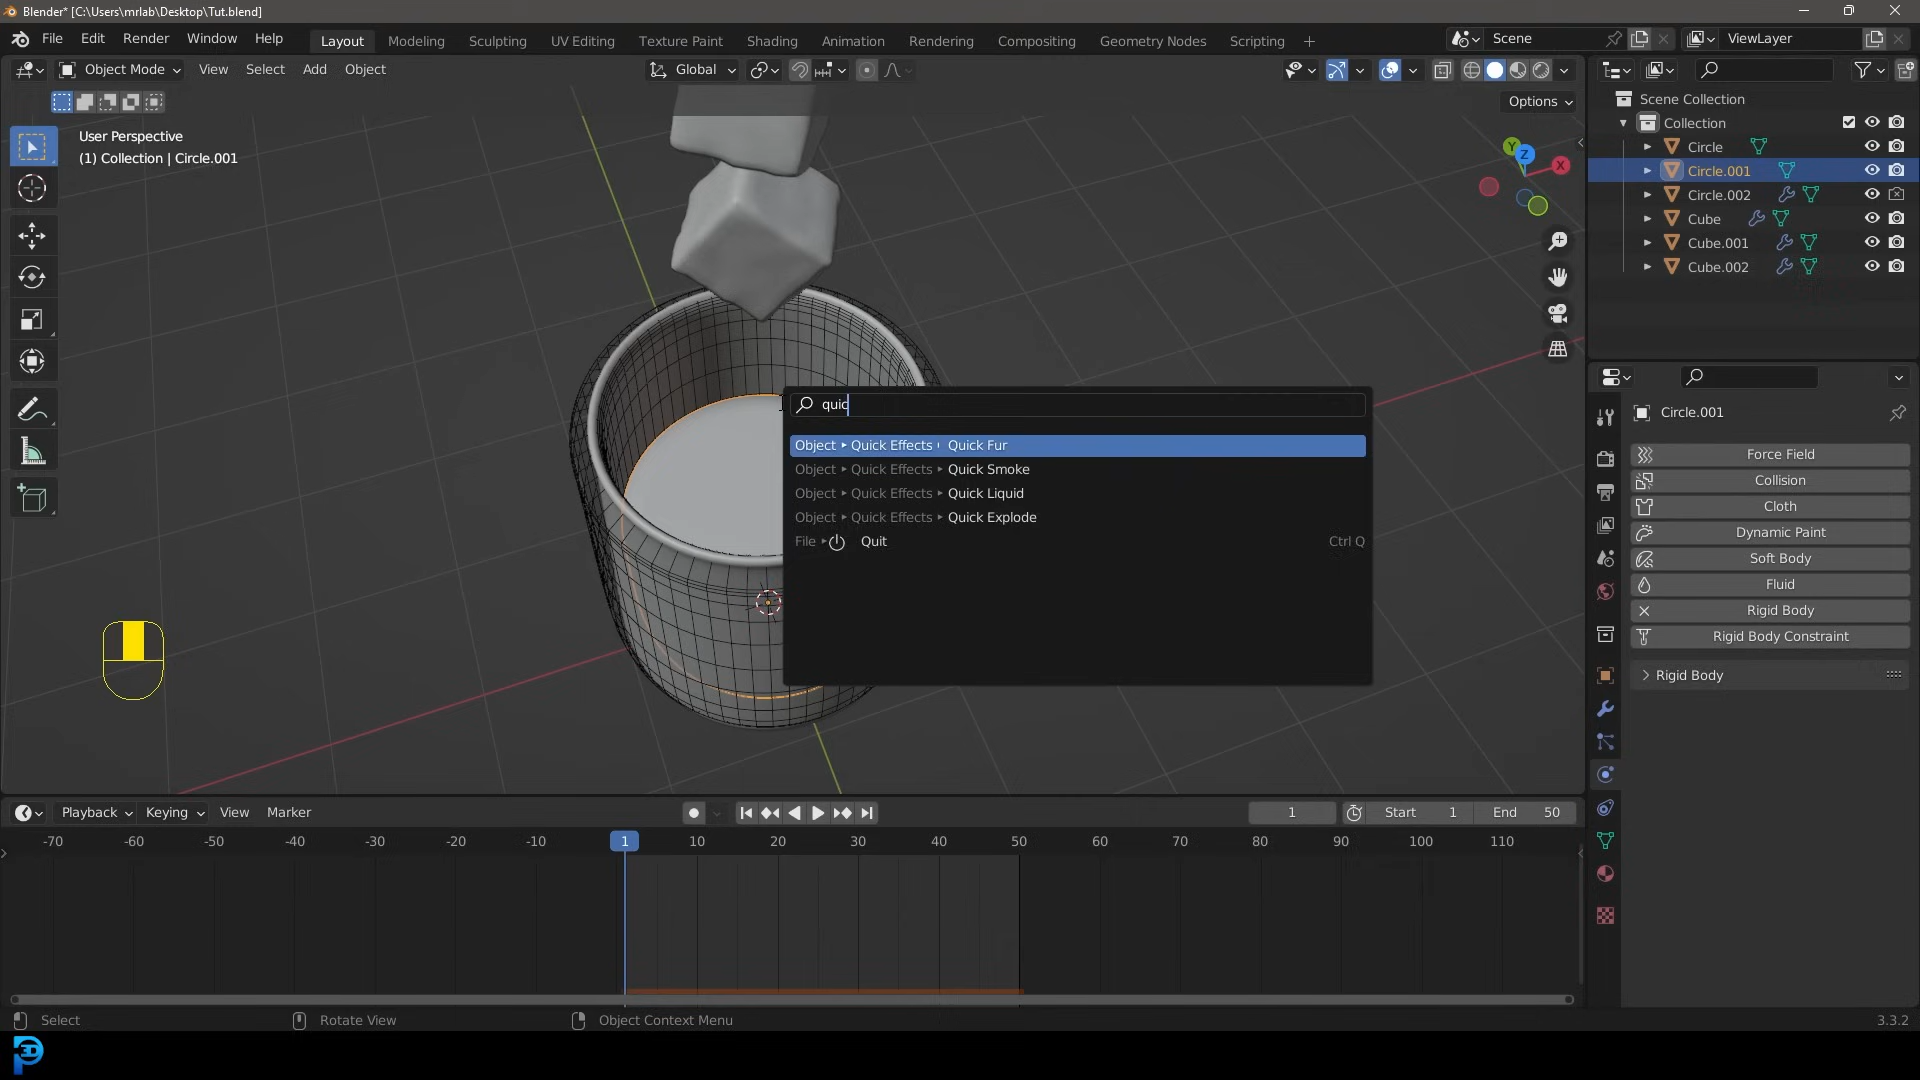 Blender* [C:\Users\mrlab\Desktop\Tut.blend]
File Edit Render Window Help Layout Modeling Sculpting UV Editing Texture Paint Shading Animation Rendering Compositing Geometry Nodes Scripting + Scene ViewLayer
Object Mode View Select Add Object Global
Options
User Perspective
(1) Collection | Circle.001
Scene Collection
Collection
Circle
Circle.001
Circle.002
Cube
Cube.001
Cube.002
Y Z X
quic
Object Quick Effects Quick Fur
Object Quick Effects Quick Smoke
Object Quick Effects Quick Liquid
Object Quick Effects Quick Explode
File Quit Ctrl Q
Circle.001
Force Field
Collision
Cloth
Dynamic Paint
Soft Body
Fluid
Rigid Body
Rigid Body Constraint
Rigid Body
Playback Keying View Marker 1 Start 1 End 50
-70 -60 -50 -40 -30 -20 -10 1 10 20 30 40 50 60 70 80 90 100 110
Select Rotate View Object Context Menu 3.3.2